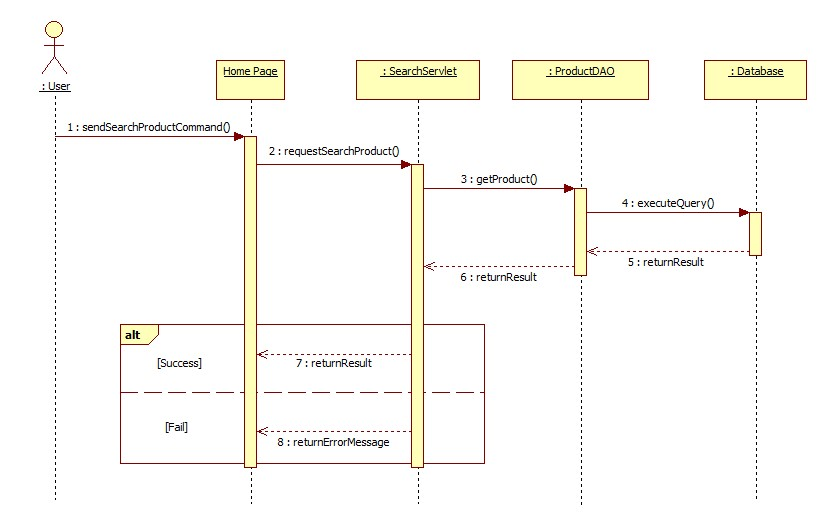 : User
Home Page
: SearchServlet
: ProductDAO
: Database
1 : sendSearchProductCommand()
2 : requestSearchProduct()
3 : getProduct()
4 : executeQuery()
5 : returnResult
6 : returnResult
alt
[Success]
7 : returnResult
[Fail]
8 : returnErrorMessage